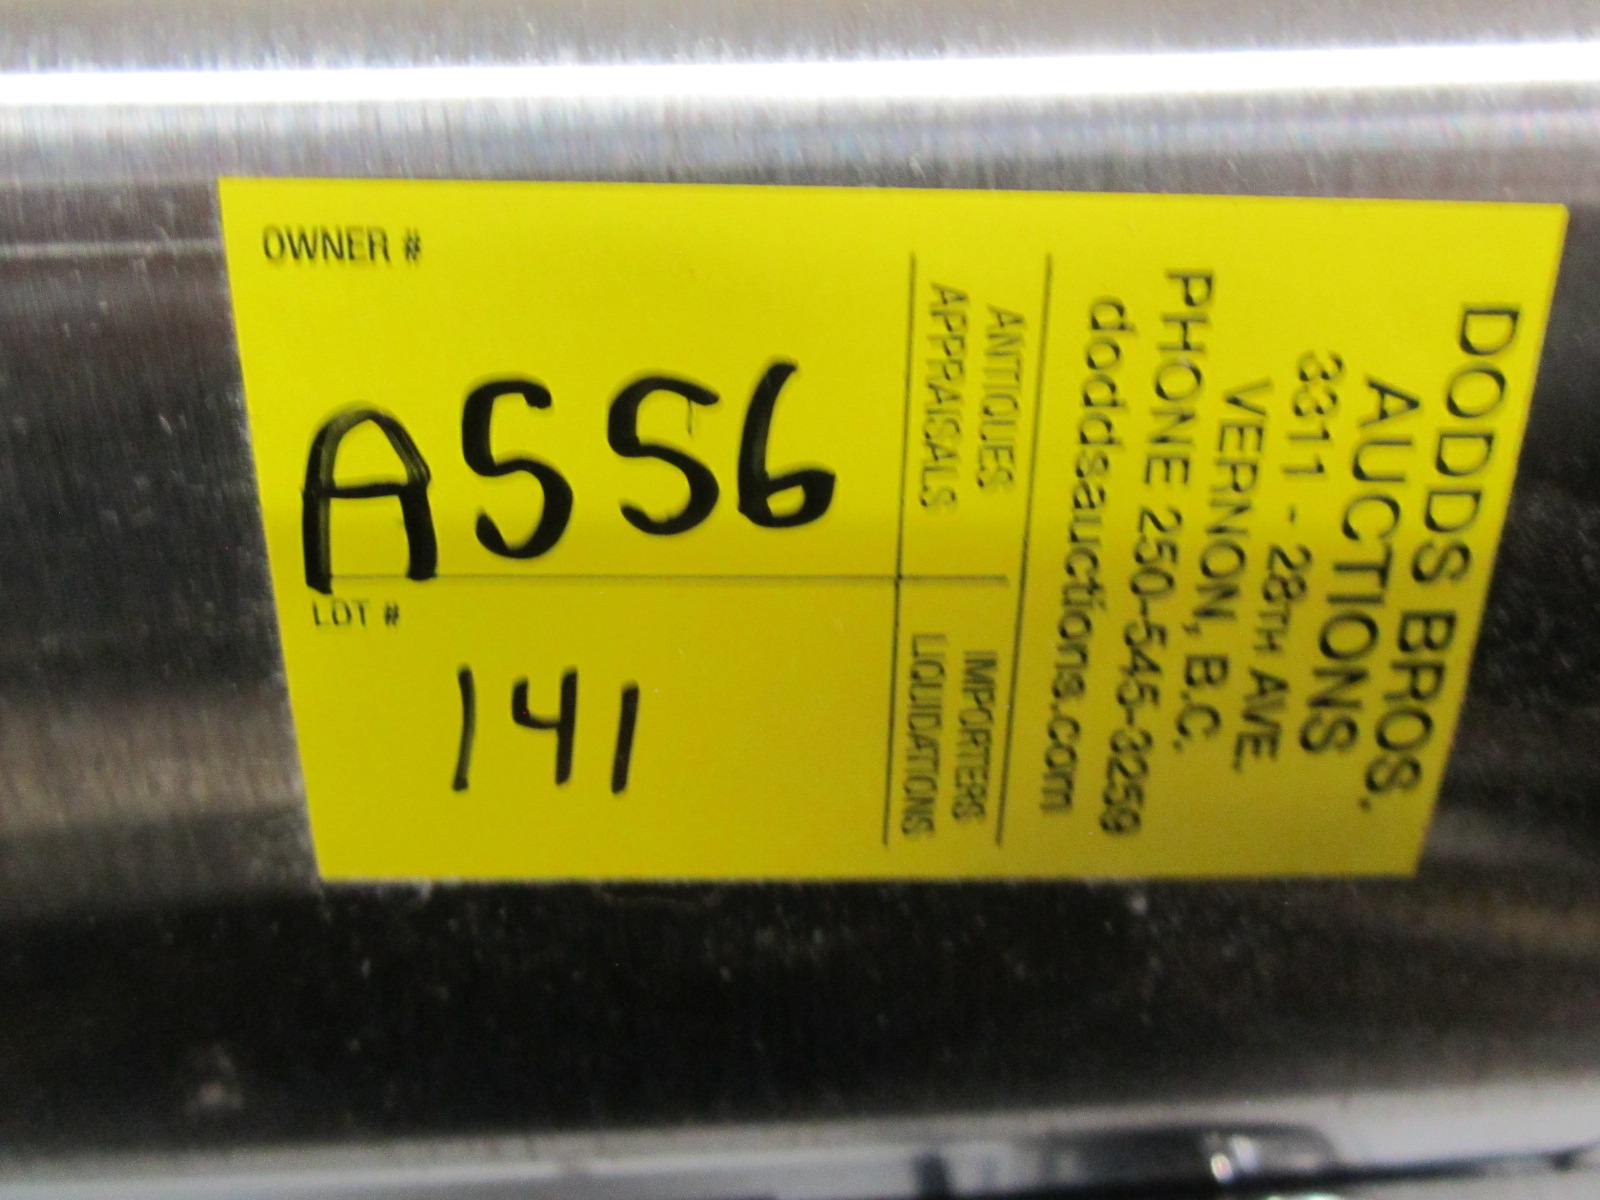 OWNER #
A556
LOT #
141
DODDS BROS.
AUCTIONS
3311 - 28TH AVE.
VERNON, B.C.
PHONE 250-545-3259
doddsauctions.com
ANTIQUES
APPRAISALS
IMPORTERS
LIQUIDATIONS